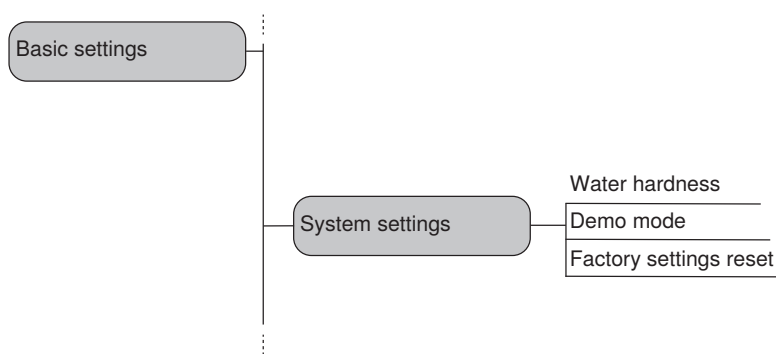 Basic settings
System settings
Water hardness
Demo mode
Factory settings reset